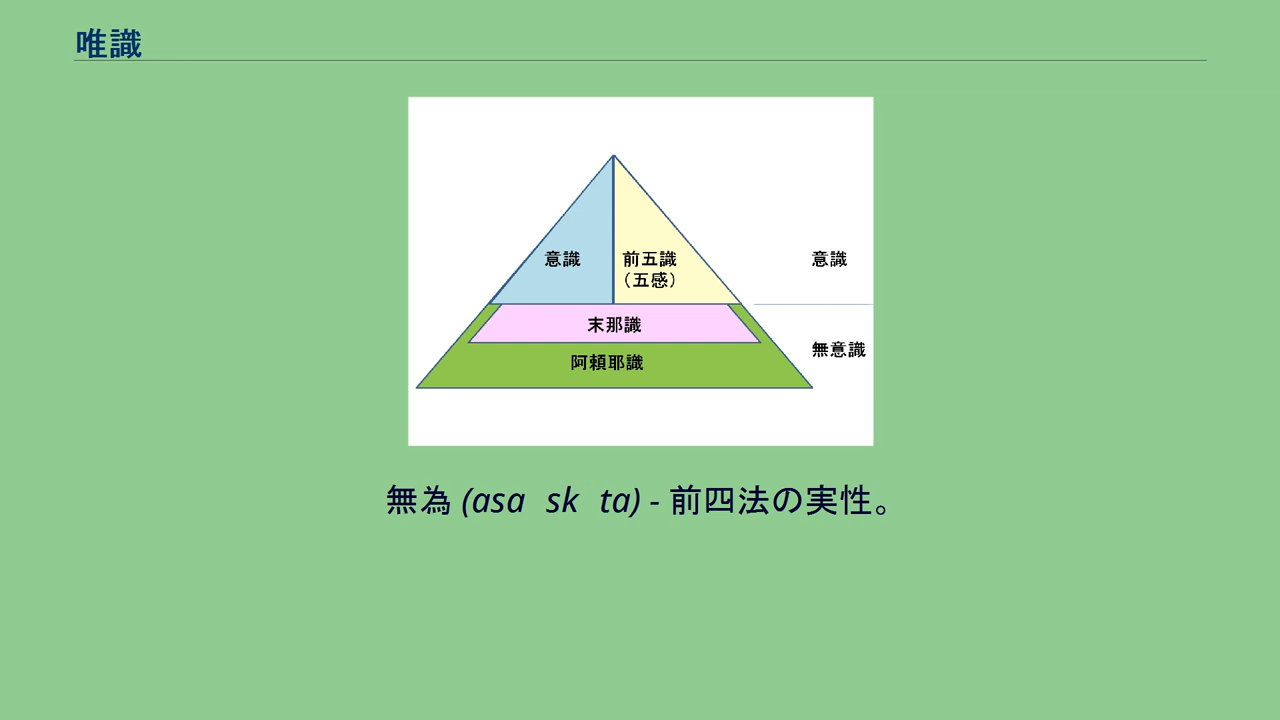 唯識
意識
前五識
（五感）
意識
末那識
無意識
阿頼耶識
無為 (asa sk ta) - 前四法の実性。